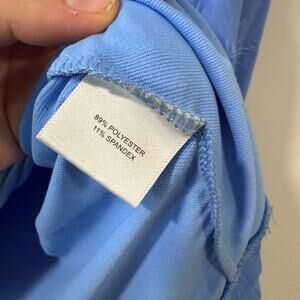 89% POLYESTER
11% SPANDEX